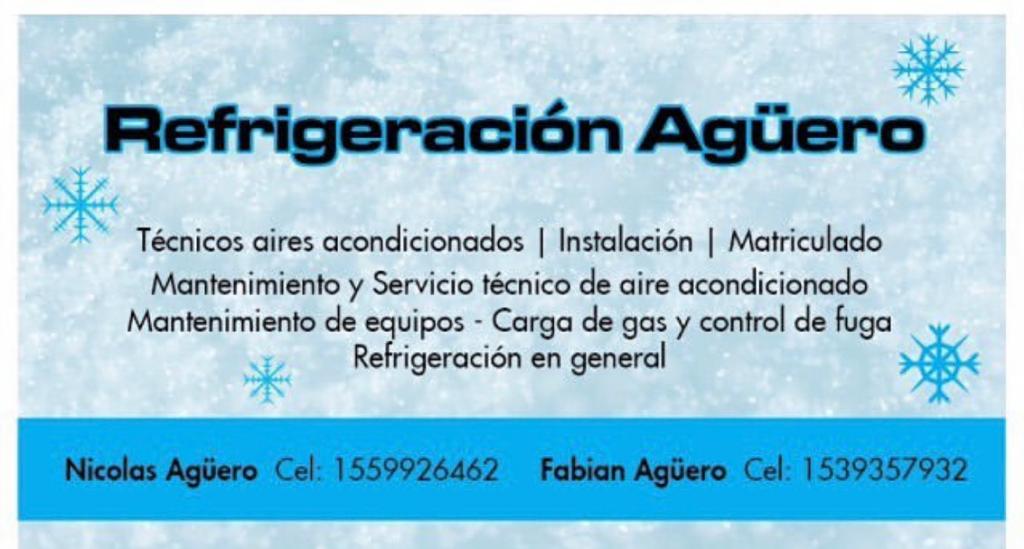 Refrigeración Agüero
Técnicos aires acondicionados | Instalación | Matriculado
Mantenimiento y Servicio técnico de aire acondicionado
Mantenimiento de equipos - Carga de gas y control de fuga
Refrigeración en general
Nicolas Agüero Cel: 1559926462 Fabian Agüero Cel: 1539357932